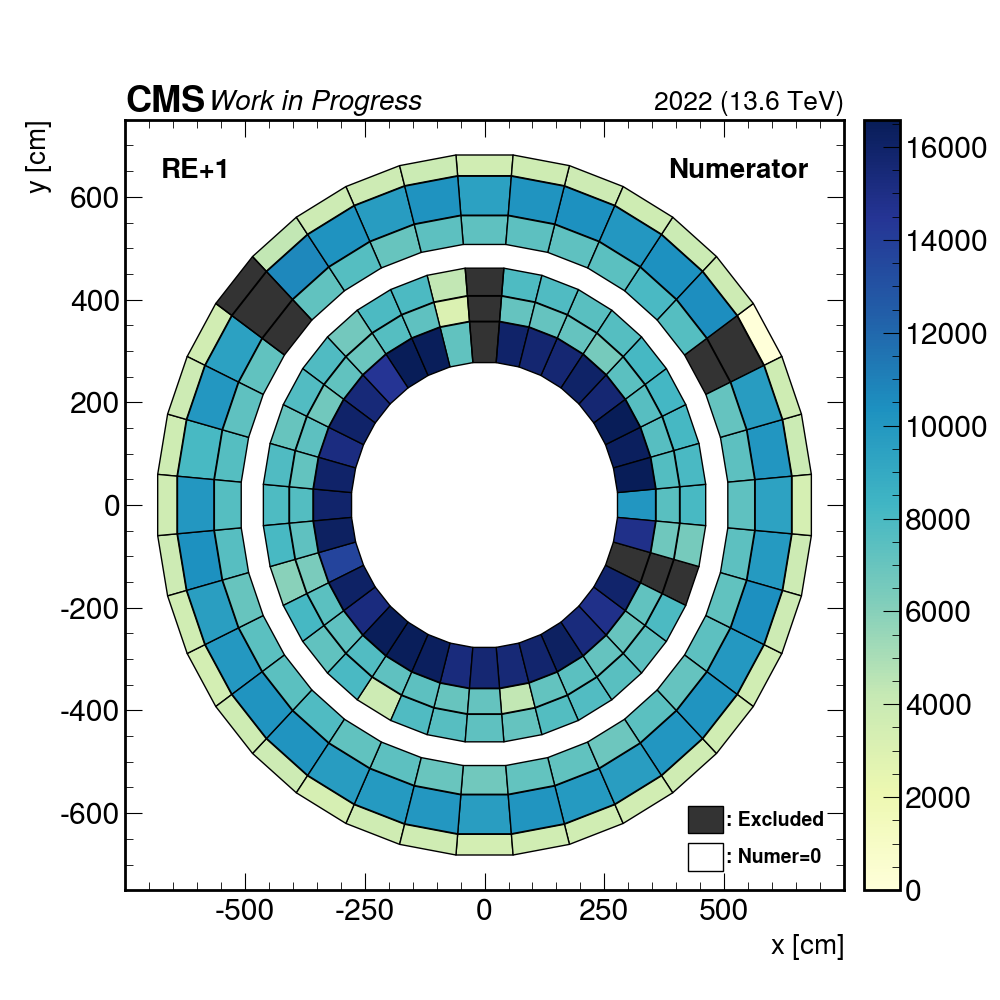 CMS Work in Progress 2022 (13.6 TeV)
y [cm]
RE+1 Numerator
600
400
200
0
-200
-400
-600
: Excluded
: Numer=0
-500 -250 0 250 500
x [cm]
16000
14000
12000
10000
8000
6000
4000
2000
0